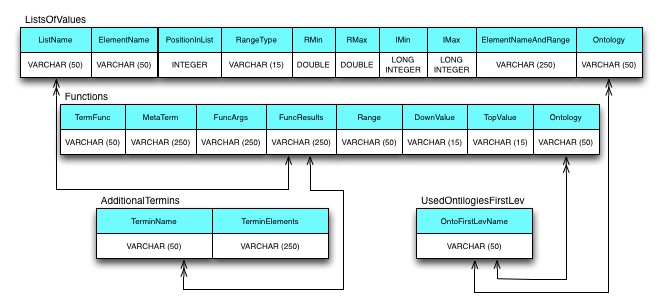 ListsOfValues
ListName ElementName PositionInList RangeType RMin RMax IMin IMax ElementNameAndRange Ontology
VARCHAR (50) VARCHAR (50) INTEGER VARCHAR (15) DOUBLE DOUBLE LONG INTEGER LONG INTEGER VARCHAR (250) VARCHAR (50)
Functions
TermFunc MetaTerm FuncArgs FuncResults Range DownValue TopValue Ontology
VARCHAR (50) VARCHAR (250) VARCHAR (250) VARCHAR (250) VARCHAR (50) VARCHAR (15) VARCHAR (15) VARCHAR (50)
AdditionalTermins
TerminName TerminElements
VARCHAR (50) VARCHAR (250)
UsedOntilogiesFirstLev
OntoFirstLevName
VARCHAR (50)